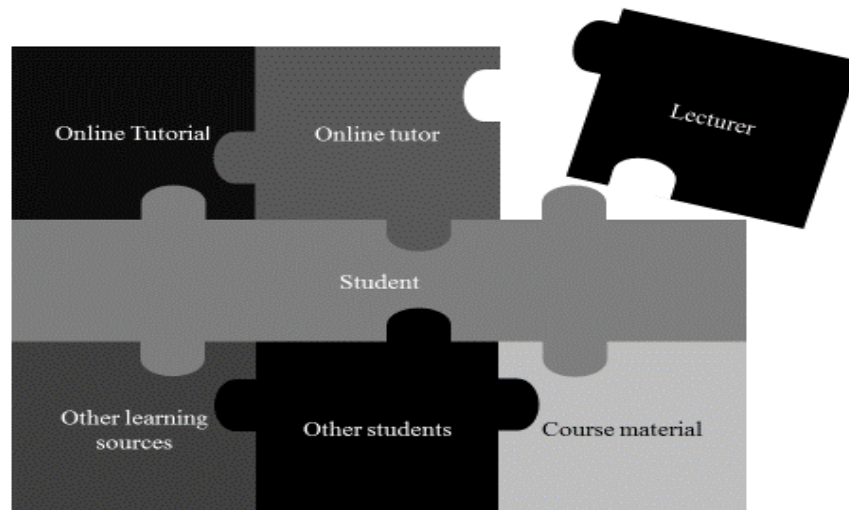 Online Tutorial
Online tutor
Lecturer
Student
Other learning
sources
Other students
Course material